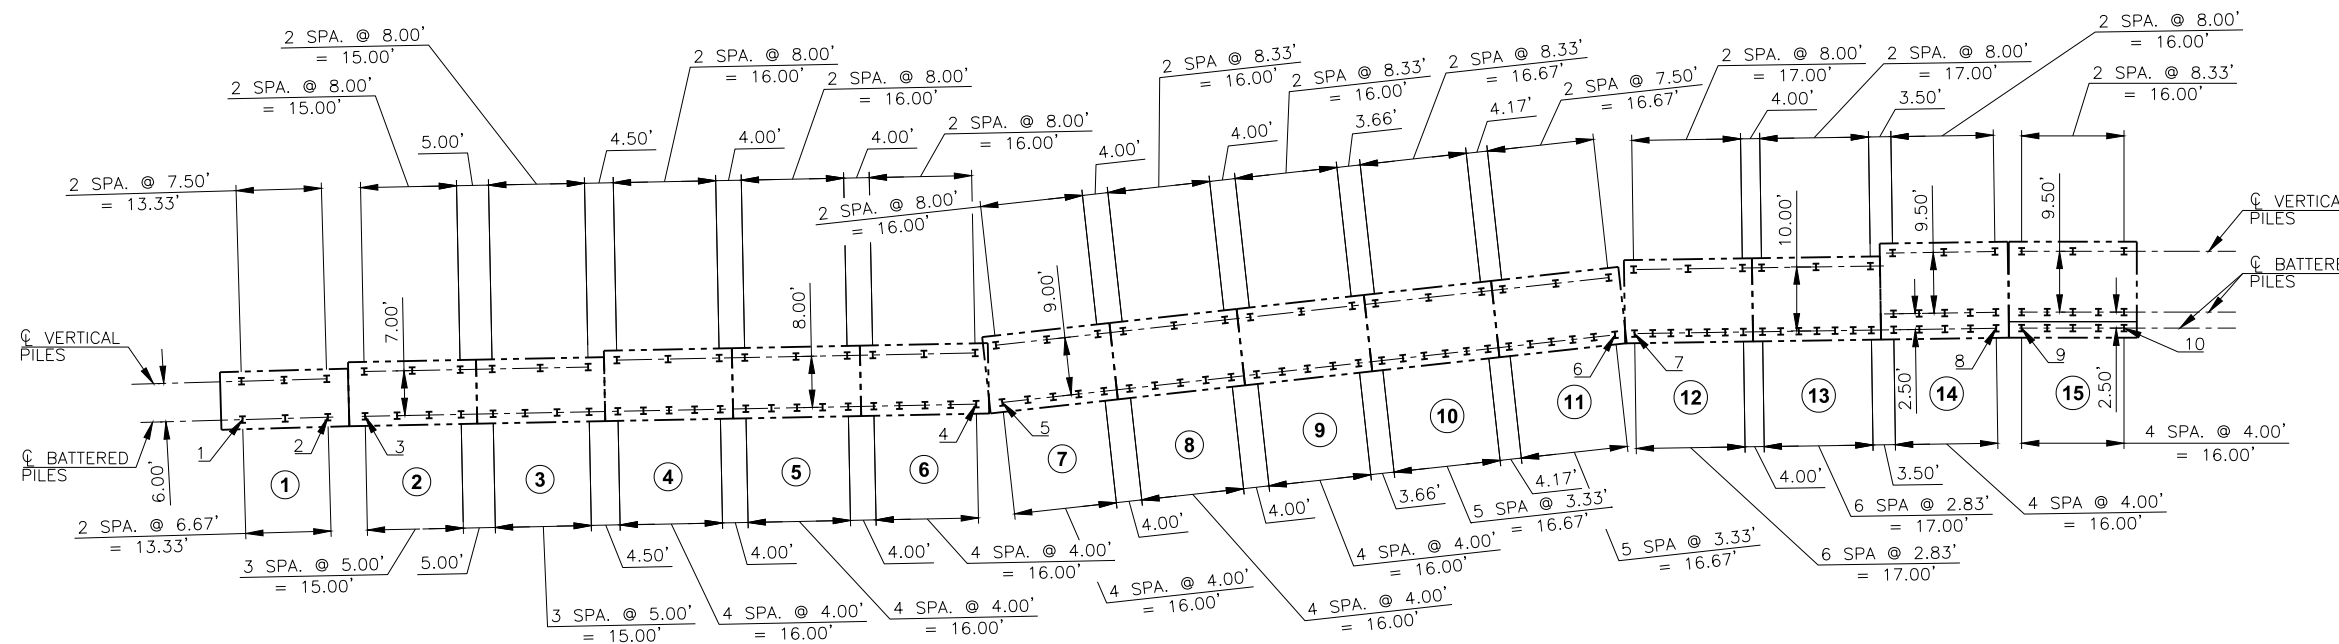 2 SPA. @ 8.00'
= 15.00'
2 SPA. @ 8.00'
= 15.00'
5.00'
4.50'
2 SPA. @ 8.00'
= 16.00'
4.00'
2 SPA. @ 8.00'
= 16.00'
4.00'
2 SPA. @ 8.00'
= 16.00'
2 SPA. @ 8.00'
= 16.00'
4.00'
2 SPA @ 8.33'
= 16.00'
4.00'
2 SPA @ 8.33'
= 16.00'
3.66'
2 SPA @ 8.33'
= 16.67'
4.17'
2 SPA @ 7.50'
= 16.67'
2 SPA @ 8.00'
= 17.00'
4.00'
2 SPA @ 8.00'
= 17.00'
3.50'
2 SPA @ 8.00'
= 16.00'
2 SPA @ 8.33'
= 16.00'
2 SPA. @ 7.50'
= 13.33'
℄ VERTICAL
PILES
℄ BATTERED
PILES
6.00'
7.00'
8.00'
9.00'
10.00'
9.50'
9.50'
2.50'
2.50'
℄ VERTICA
PILES
℄ BATTERE
PILES
1
2
3
4
5
6
7
8
9
10
1
2
3
4
5
6
7
8
9
10
11
12
13
14
15
2 SPA. @ 6.67'
= 13.33'
3 SPA. @ 5.00'
= 15.00'
5.00'
3 SPA. @ 5.00'
= 15.00'
4.50'
4 SPA. @ 4.00'
= 16.00'
4.00'
4 SPA. @ 4.00'
= 16.00'
4.00'
4 SPA. @ 4.00'
= 16.00'
4 SPA. @ 4.00'
= 16.00'
4.00'
4 SPA. @ 4.00'
= 16.00'
4.00'
4 SPA. @ 4.00'
= 16.00'
3.66'
5 SPA @ 3.33'
= 16.67'
4.17'
5 SPA @ 3.33'
= 16.67'
6 SPA @ 2.83'
= 17.00'
4.00'
6 SPA @ 2.83'
= 17.00'
3.50'
4 SPA @ 4.00'
= 16.00'
4 SPA. @ 4.00'
= 16.00'